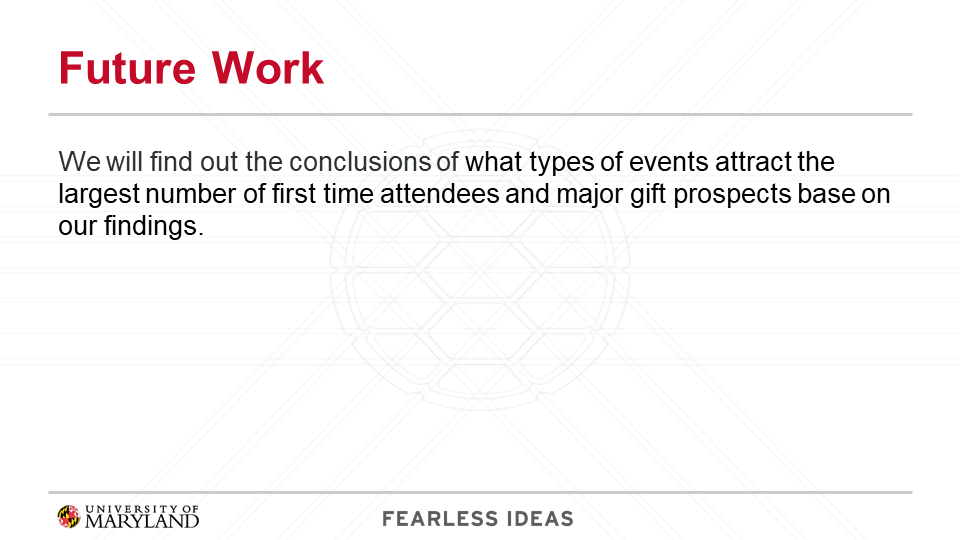 Future Work
We will find out the conclusions of what types of events attract the
largest number of first time attendees and major gift prospects base on
our findings.
UNIVERSITY OF
MARYLAND
FEARLESS IDEAS